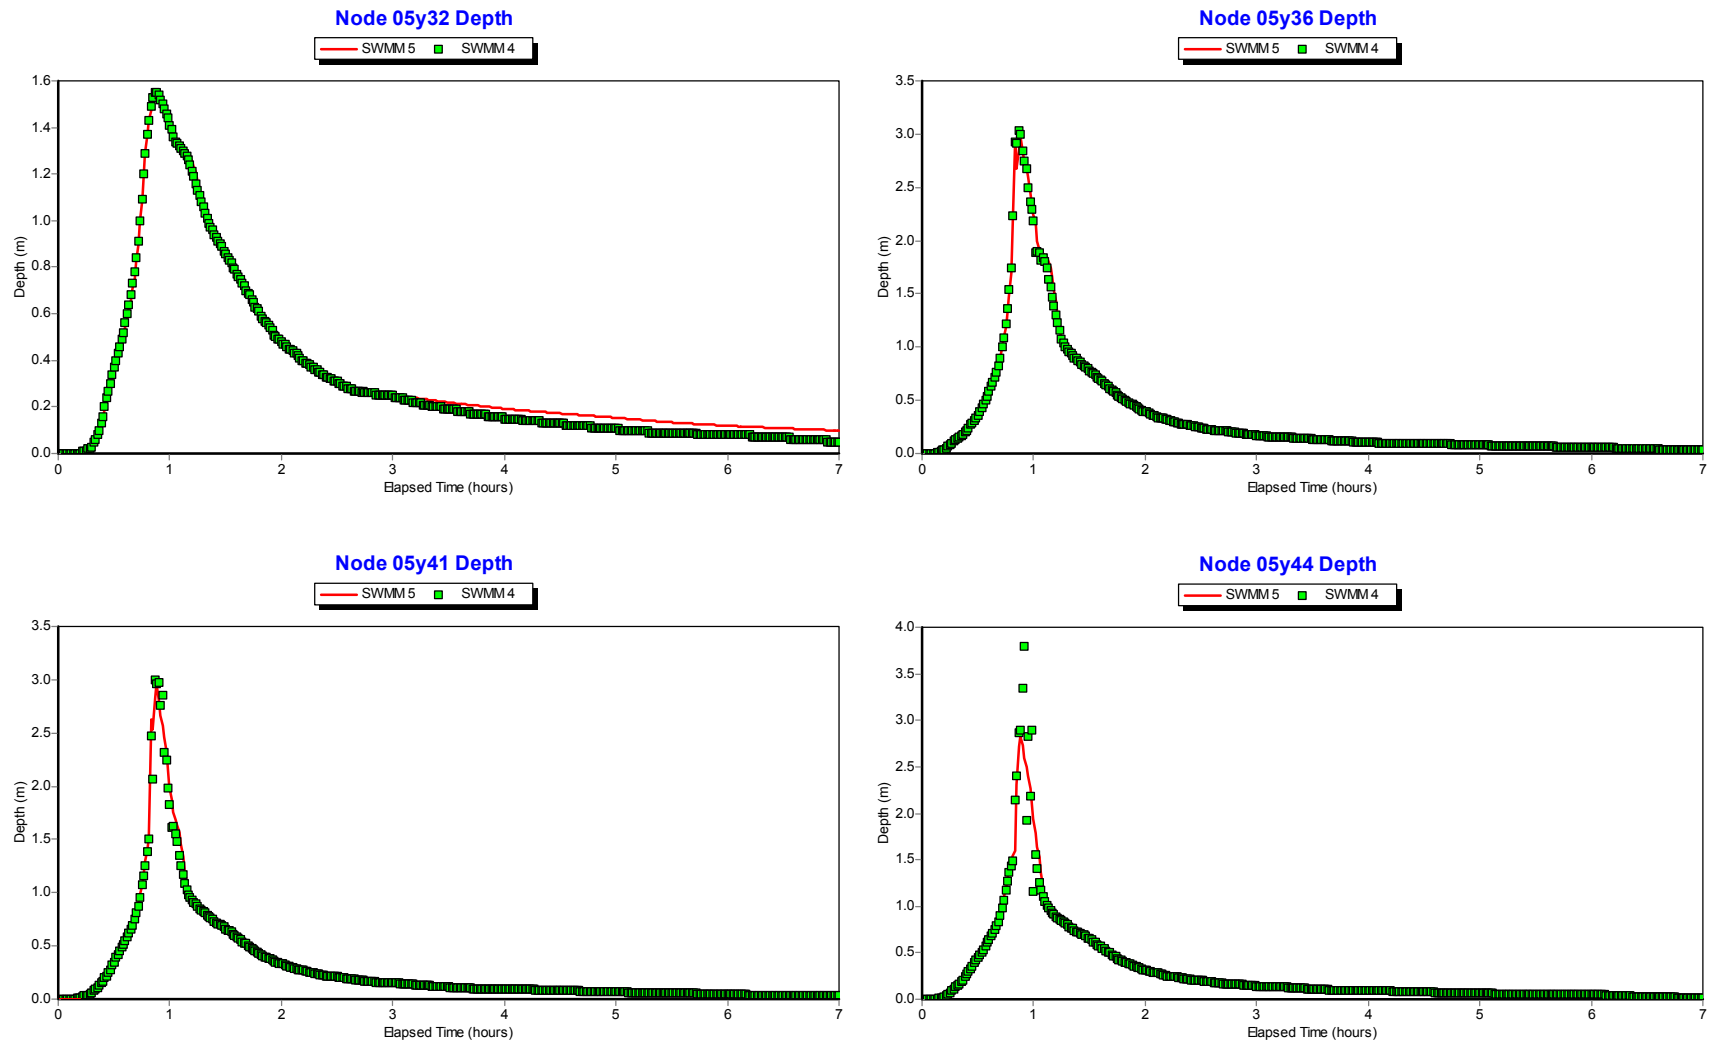 Node 05y32 Depth
SWMM 5 SWMM 4
1.6
1.4
1.2
1.0
0.8
0.6
0.4
0.2
0.0
Depth (m)
0 1 2 3 4 5 6 7
Elapsed Time (hours)
Node 05y36 Depth
SWMM 5 SWMM 4
3.5
3.0
2.5
2.0
1.5
1.0
0.5
0.0
Depth (m)
0 1 2 3 4 5 6 7
Elapsed Time (hours)
Node 05y41 Depth
SWMM 5 SWMM 4
3.5
3.0
2.5
2.0
1.5
1.0
0.5
0.0
Depth (m)
0 1 2 3 4 5 6 7
Elapsed Time (hours)
Node 05y44 Depth
SWMM 5 SWMM 4
4.0
3.5
3.0
2.5
2.0
1.5
1.0
0.5
0.0
Depth (m)
0 1 2 3 4 5 6 7
Elapsed Time (hours)